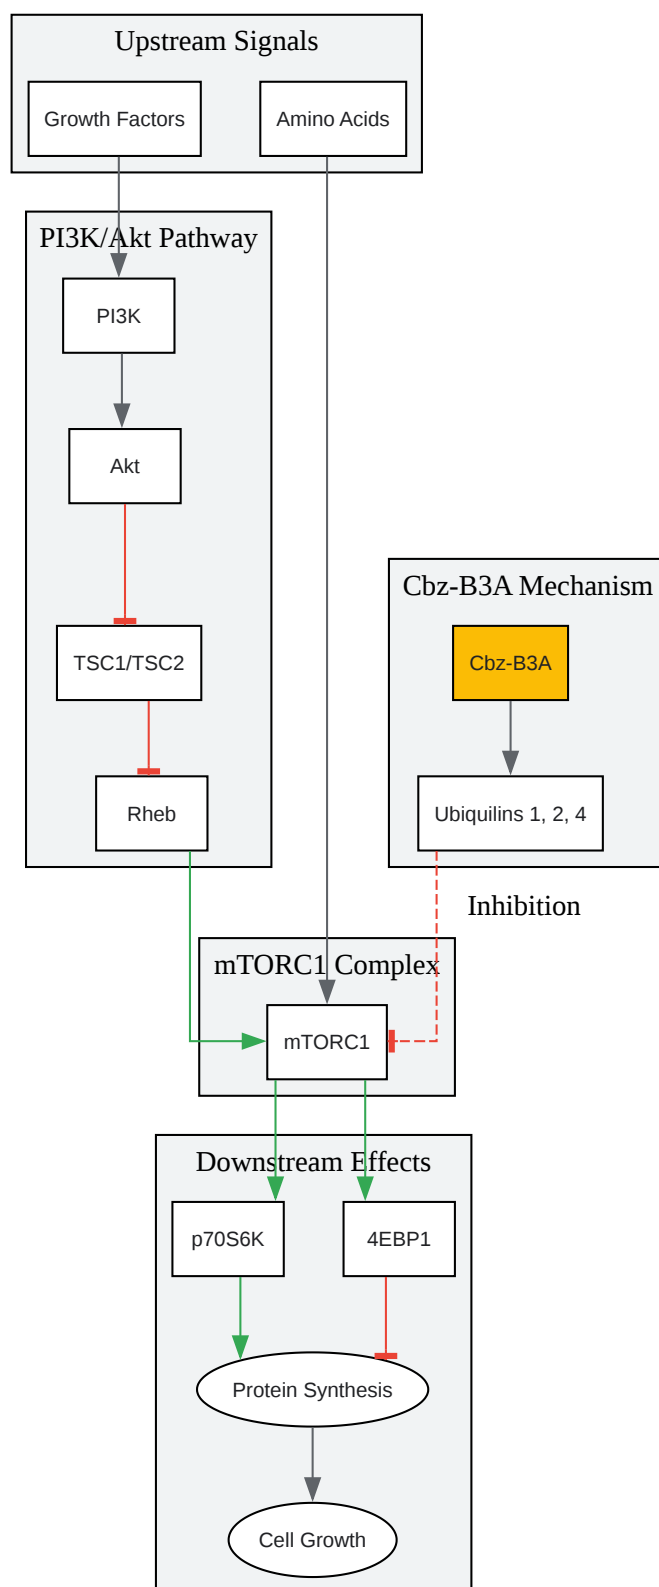 Upstream Signals
Growth Factors
Amino Acids
PI3K/Akt Pathway
PI3K
Akt
TSC1/TSC2
Rheb
Cbz-B3A Mechanism
Cbz-B3A
Ubiquilins 1, 2, 4
Inhibition
mTORC1 Complex
mTORC1
Downstream Effects
p70S6K
4EBP1
Protein Synthesis
Cell Growth